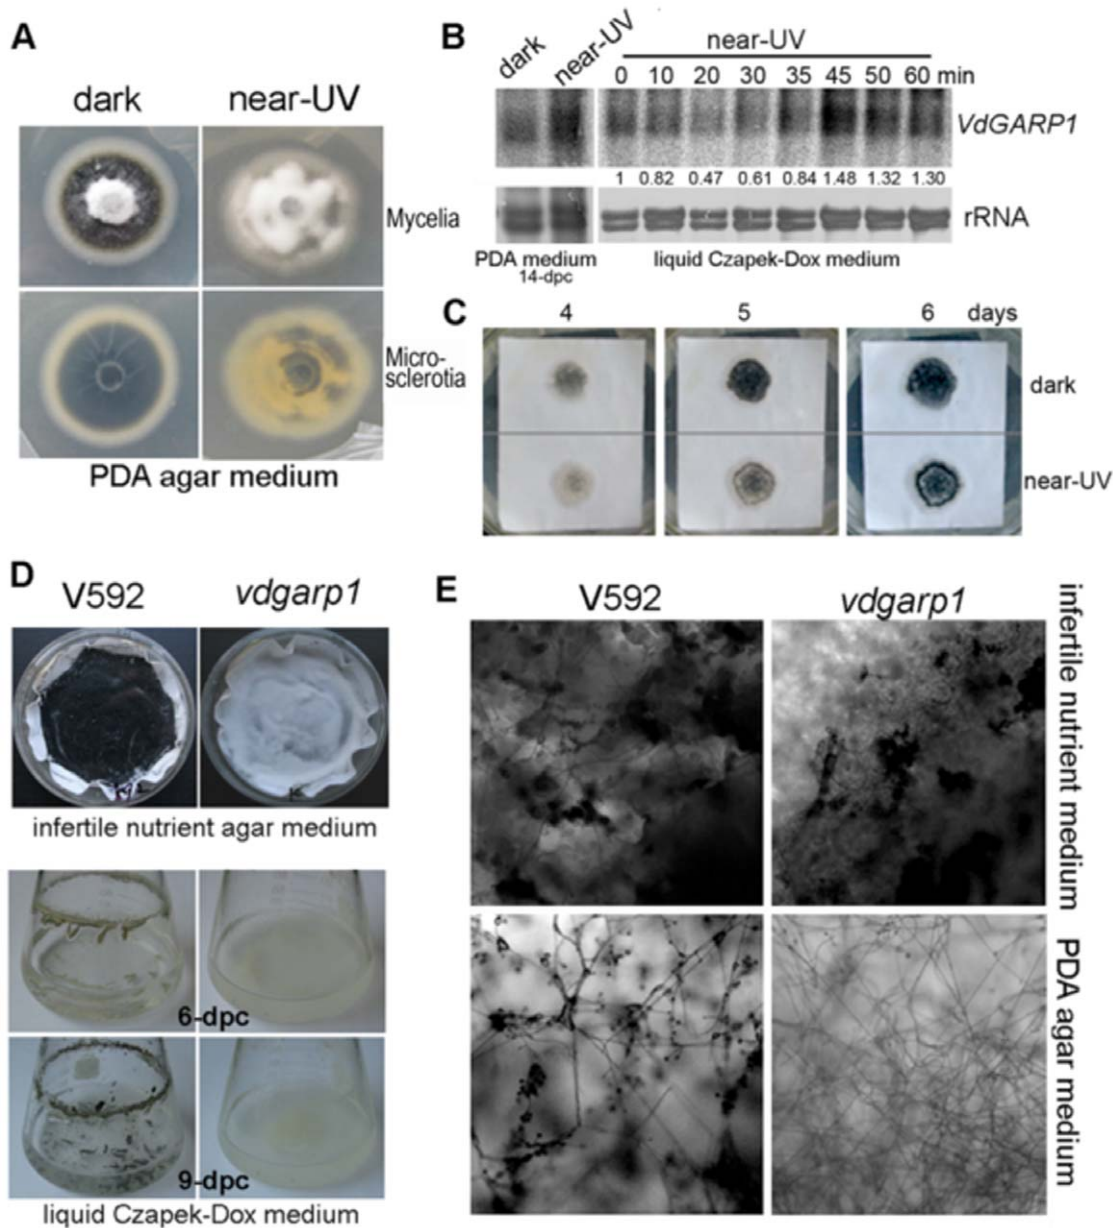 A
dark near-UV
Mycelia
Micro-
sclerotia
PDA agar medium
B
dark near-UV
near-UV
0 10 20 30 35 45 50 60 min
VdGARP1
1 0.82 0.47 0.61 0.84 1.48 1.32 1.30
rRNA
PDA medium
14-dpc
liquid Czapek-Dox medium
C
4 5 6 days
dark
near-UV
D
V592 vdgarp1
infertile nutrient agar medium
6-dpc
9-dpc
liquid Czapek-Dox medium
E
V592 vdgarp1
infertile nutrient medium
PDA agar medium